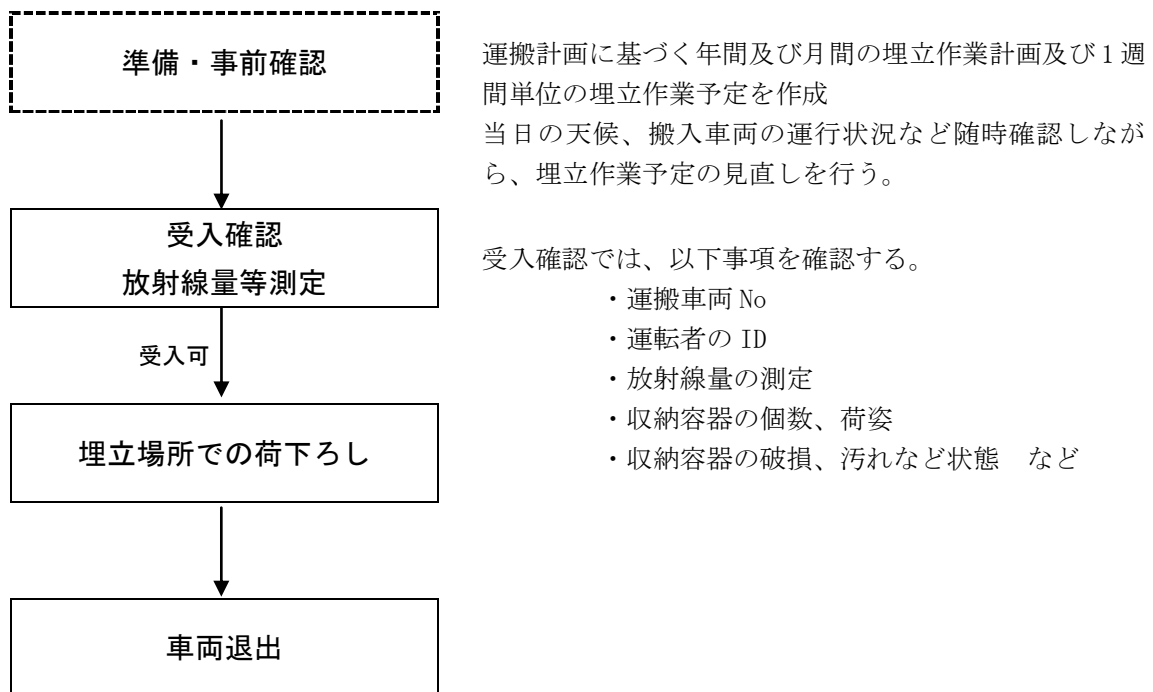 準備・事前確認
運搬計画に基づく年間及び月間の埋立作業計画及び1週
間単位の埋立作業予定を作成
当日の天候、搬入車両の運行状況など随時確認しなが
ら、埋立作業予定の見直しを行う。
受入確認
放射線量等測定
受入確認では、以下事項を確認する。
・運搬車両 No
・運転者の ID
・放射線量の測定
・収納容器の個数、荷姿
・収納容器の破損、汚れなど状態　など
受入可
埋立場所での荷下ろし
車両退出